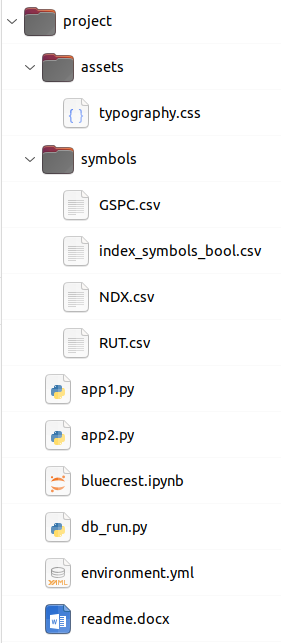 project
assets
typography.css
symbols
GSPC.csv
index_symbols_bool.csv
NDX.csv
RUT.csv
app1.py
app2.py
bluecrest.ipynb
db_run.py
environment.yml
readme.docx